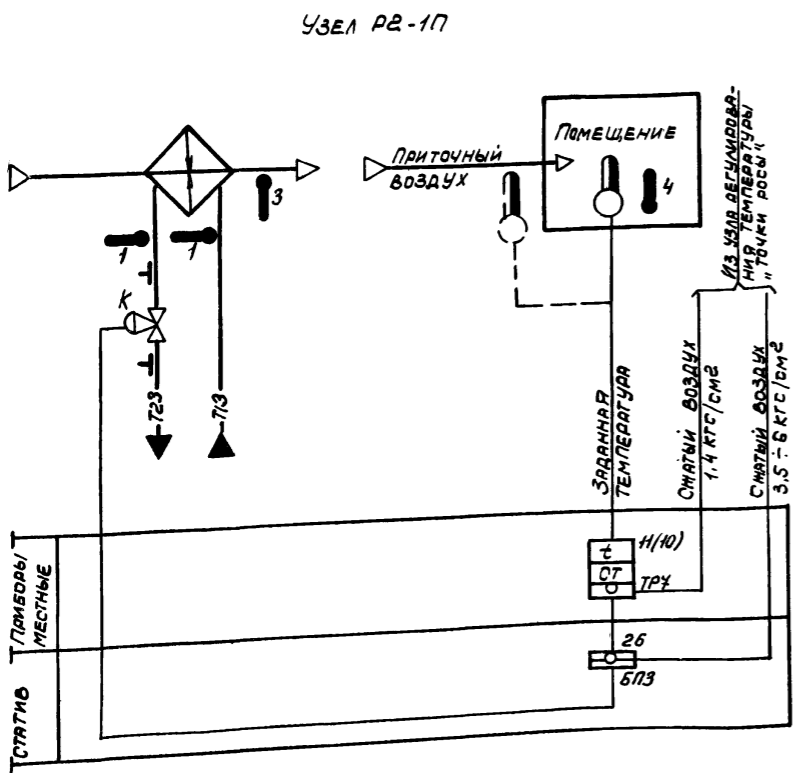 УЗЕЛ Р2-1П
ПРИТОЧНЫЙ
ВОЗДУХ
ПОМЕЩЕНИЕ
4
3
1
1
К
Т23
Т13
ИЗ УЗЛА РЕГУЛИРОВА-
НИЯ ТЕМПЕРАТУРЫ
„ТОЧКИ РОСЫ“
ЗАДАННАЯ
ТЕМПЕРАТУРА
СЖАТЫЙ ВОЗДУХ
1,4 КГС/СМ2
СЖАТЫЙ ВОЗДУХ
3,5÷6 КГС/СМ2
ПРИБОРЫ
МЕСТНЫЕ
t
11(10)
СТ
ТР7
СТАТИВ
26
БПЗ